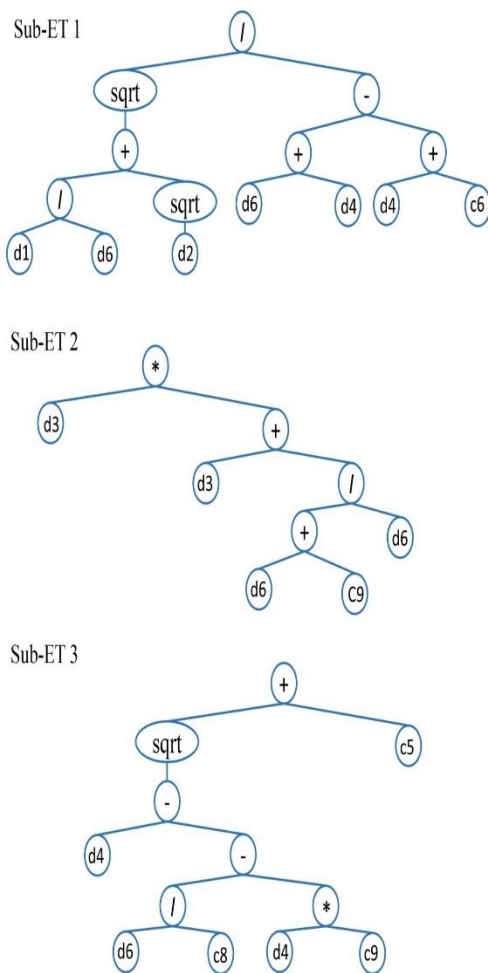 Sub-ET 1
/
sqrt
-
+
+
+
/
sqrt
d6
d4
d4
c6
d1
d6
d2
Sub-ET 2
*
d3
+
d3
/
+
d6
d6
C9
Sub-ET 3
+
sqrt
c5
-
d4
-
/
*
d6
c8
d4
c9